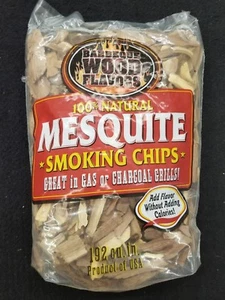 BARBEQUE
WOOD
FLAVORS
100% NATURAL
MESQUITE
SMOKING CHIPS
GREAT in GAS or CHARCOAL GRILLS!
Add Flavor
Without Adding
Calories!
192 cu. in.
Product of USA